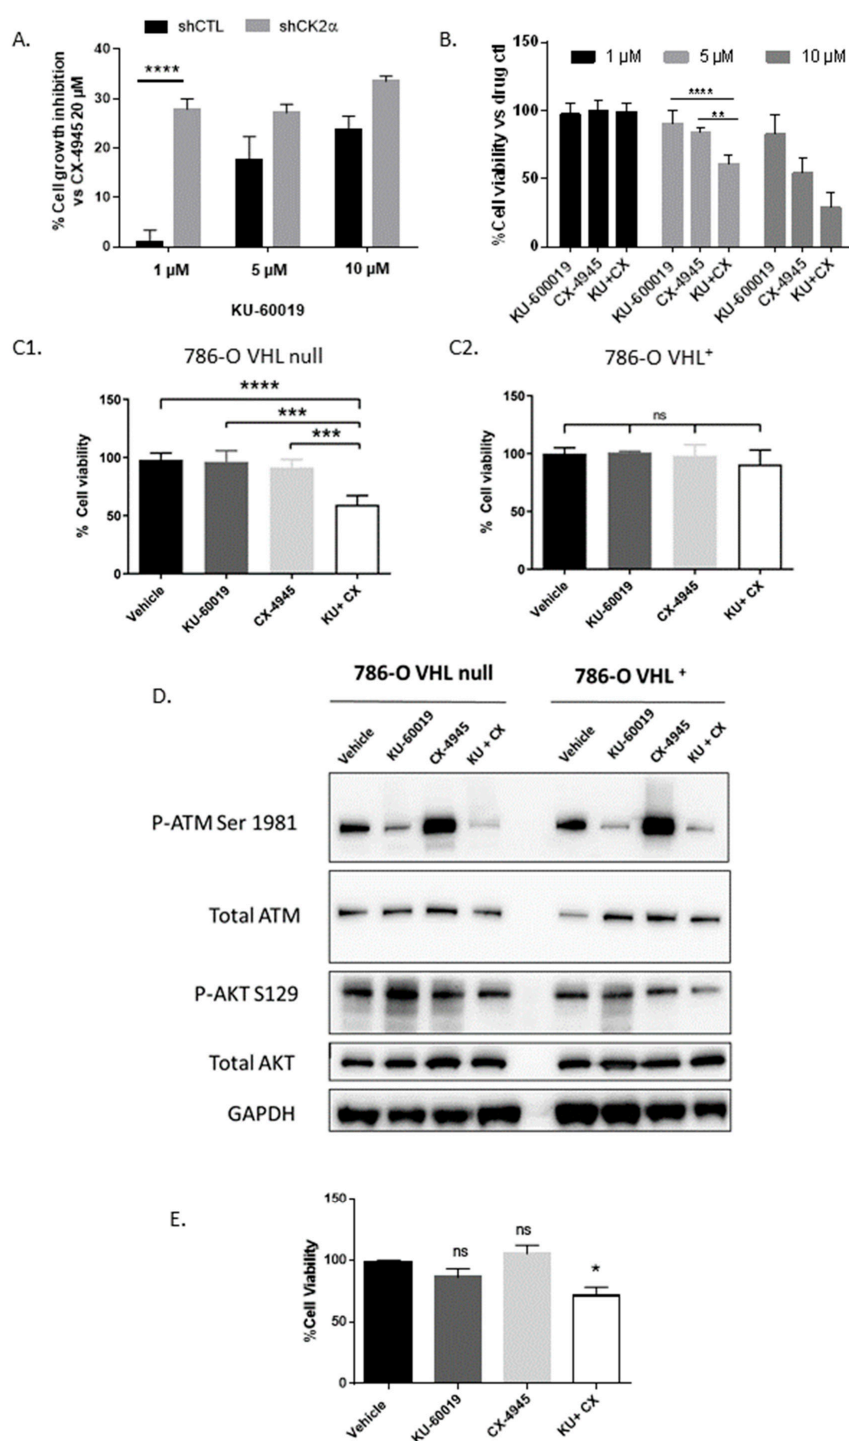 A.
shCTL shCK2α
% Cell growth inhibition
vs CX-4945 20 µM
40
30
20
10
0
****
1 µM 5 µM 10 µM
KU-60019
B.
%Cell viability vs drug ctl
150
100
50
0
1 µM 5 µM 10 µM
****
**
KU-600019 CX-4945 KU+CX KU-600019 CX-4945 KU+CX KU-60019 CX-4945 KU+CX
C1.
786-O VHL null
% Cell viability
150
100
50
0
****
***
***
Vehicle KU-60019 CX-4945 KU+ CX
C2.
786-O VHL+
% Cell viability
150
100
50
0
ns
Vehicle KU-60019 CX-4945 KU+ CX
D.
786-O VHL null 786-O VHL +
Vehicle KU-60019 CX-4945 KU + CX Vehicle KU-60019 CX-4945 KU + CX
P-ATM Ser 1981
Total ATM
P-AKT S129
Total AKT
GAPDH
E.
%Cell Viability
150
100
50
0
ns
ns
*
Vehicle KU-60019 CX-4945 KU+ CX